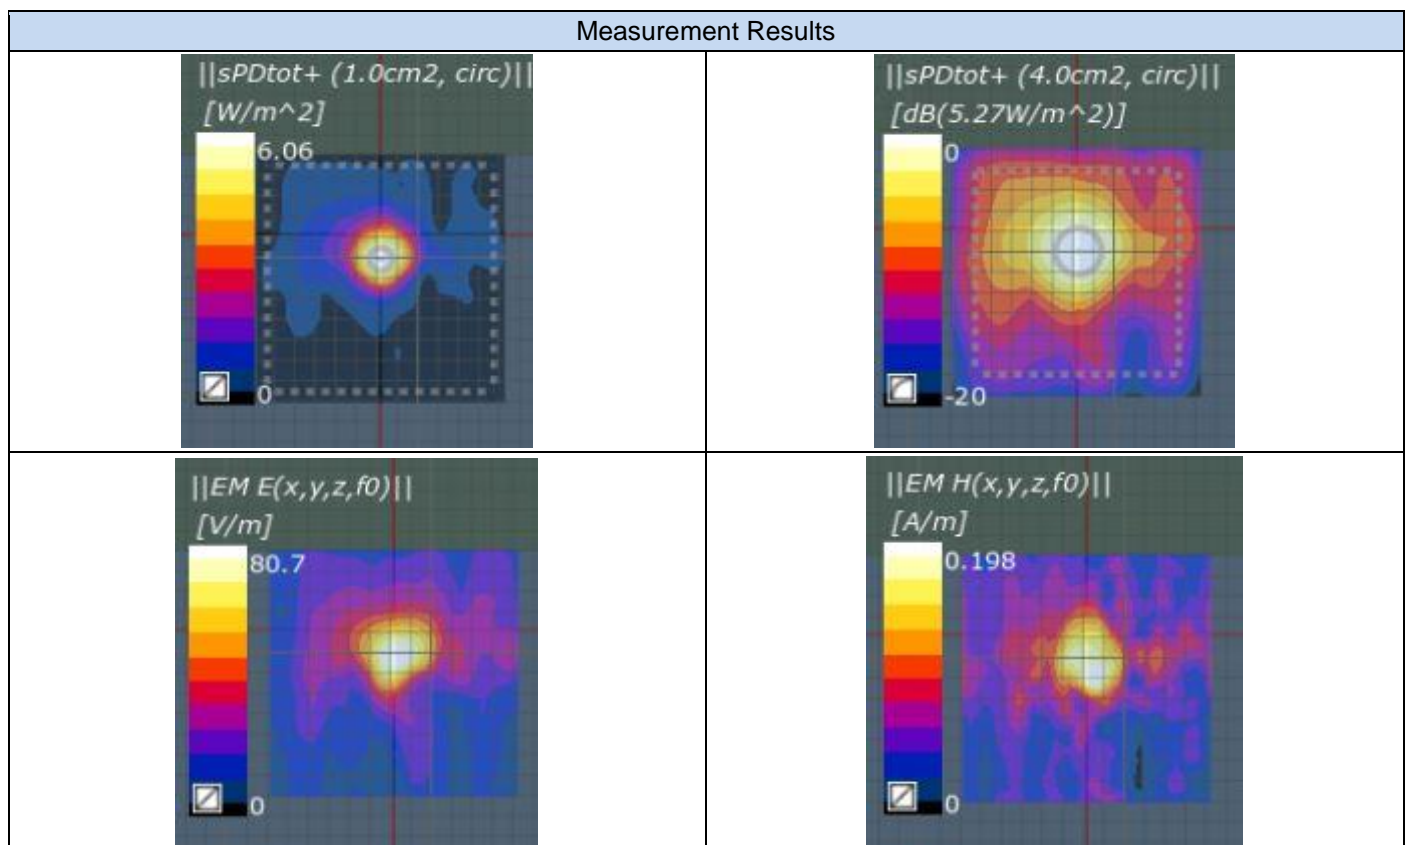 Measurement Results
||sPDtot+ (1.0cm2, circ)||
[W/m^2]
6.06
0
||sPDtot+ (4.0cm2, circ)||
[dB(5.27W/m^2)]
0
-20
||EM E(x,y,z,f0)||
[V/m]
80.7
0
||EM H(x,y,z,f0)||
[A/m]
0.198
0